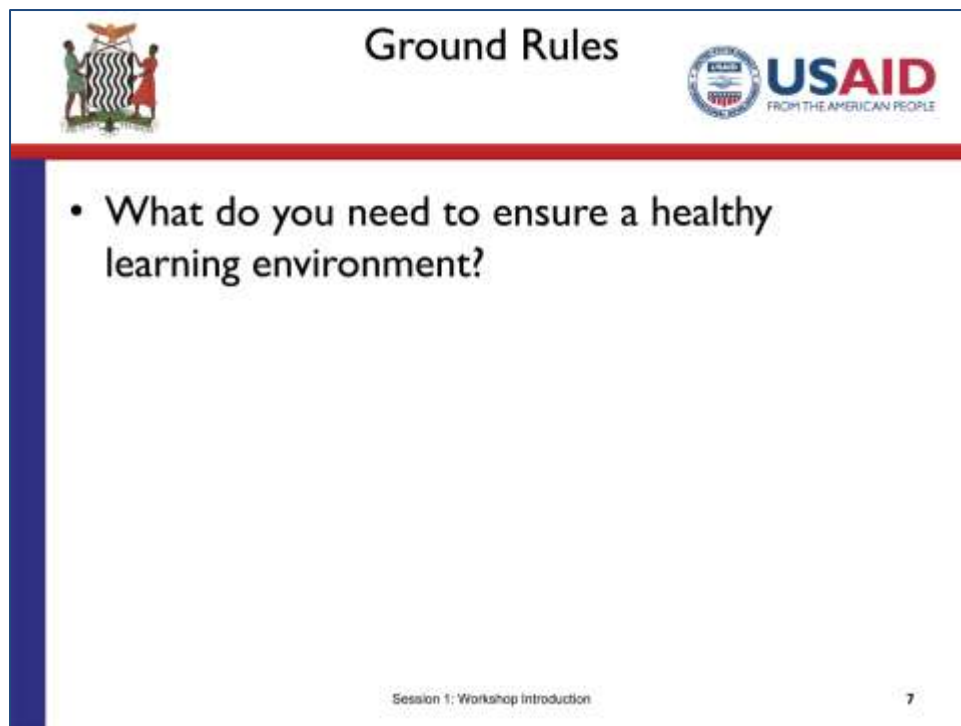 Ground Rules
USAID
FROM THE AMERICAN PEOPLE
• What do you need to ensure a healthy
learning environment?
Session 1: Workshop Introduction
7